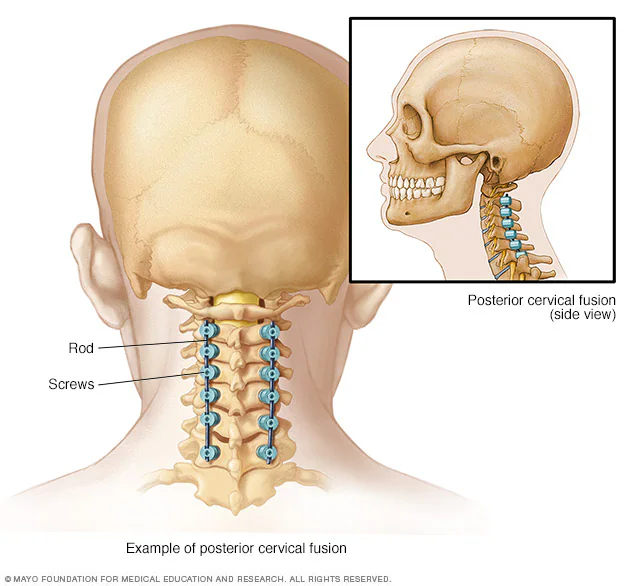 Posterior cervical fusion
(side view)
Rod
Screws
Example of posterior cervical fusion
© MAYO FOUNDATION FOR MEDICAL EDUCATION AND RESEARCH. ALL RIGHTS RESERVED.